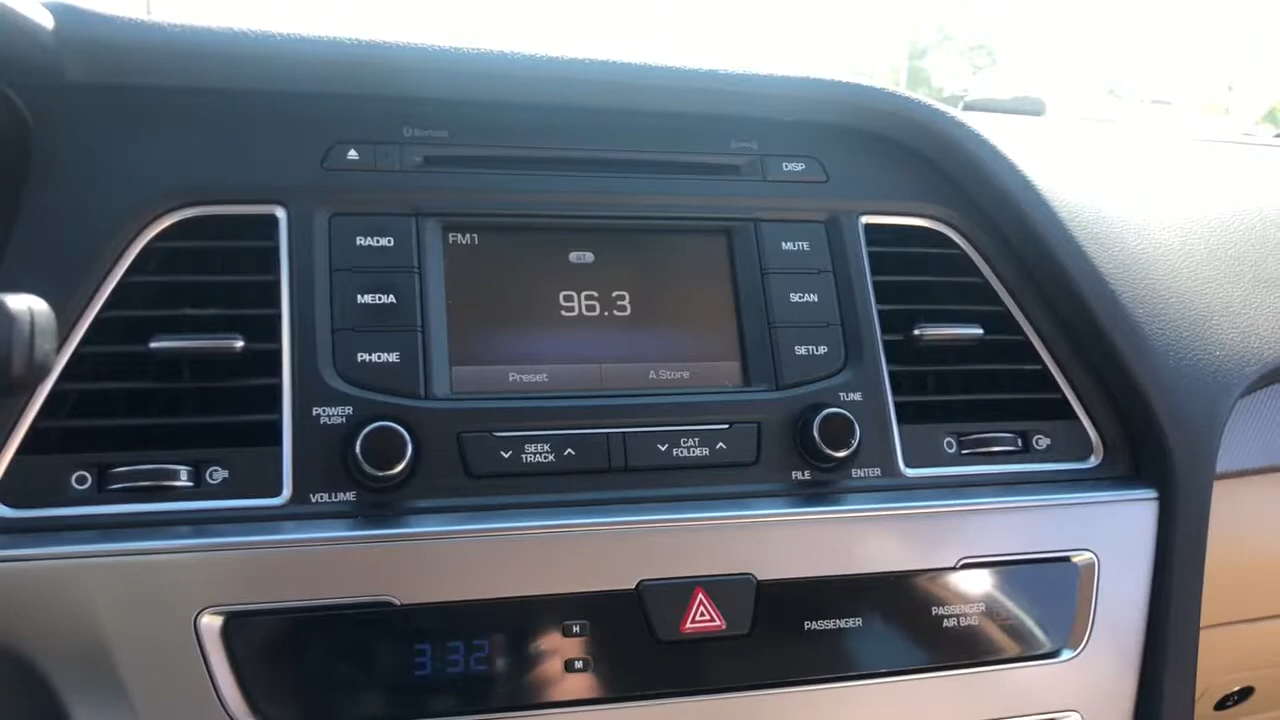 Bluetooth
DISP
RADIO
MEDIA
PHONE
FM1
ST
96.3
Preset
A.Store
MUTE
SCAN
SETUP
POWER
PUSH
VOLUME
SEEK
TRACK
CAT
FOLDER
TUNE
FILE
ENTER
3:32
H
M
PASSENGER
PASSENGER
AIR BAG